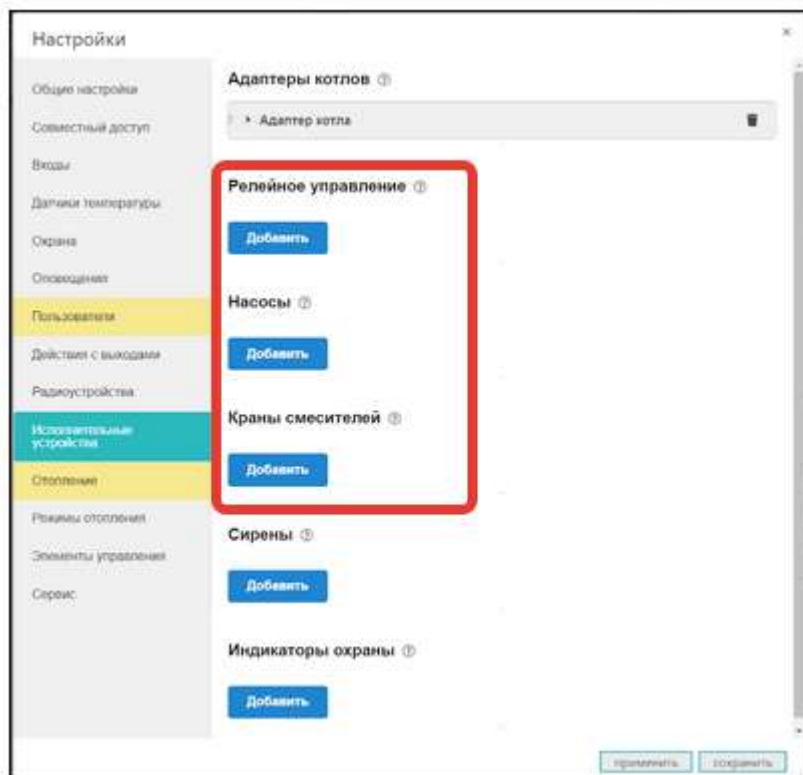 Настройки
×
Общие настройки
Совместный доступ
Входы
Датчики температуры
Охрана
Оповещения
Пользователи
Действия с выходами
Радиоустройства
Исполнительные
устройства
Отопление
Режимы отопления
Элементы управления
Сервис
Адаптеры котлов ?
Адаптер котла
Релейное управление ?
Добавить
Насосы ?
Добавить
Краны смесителей ?
Добавить
Сирены ?
Добавить
Индикаторы охраны ?
Добавить
применить
сохранить